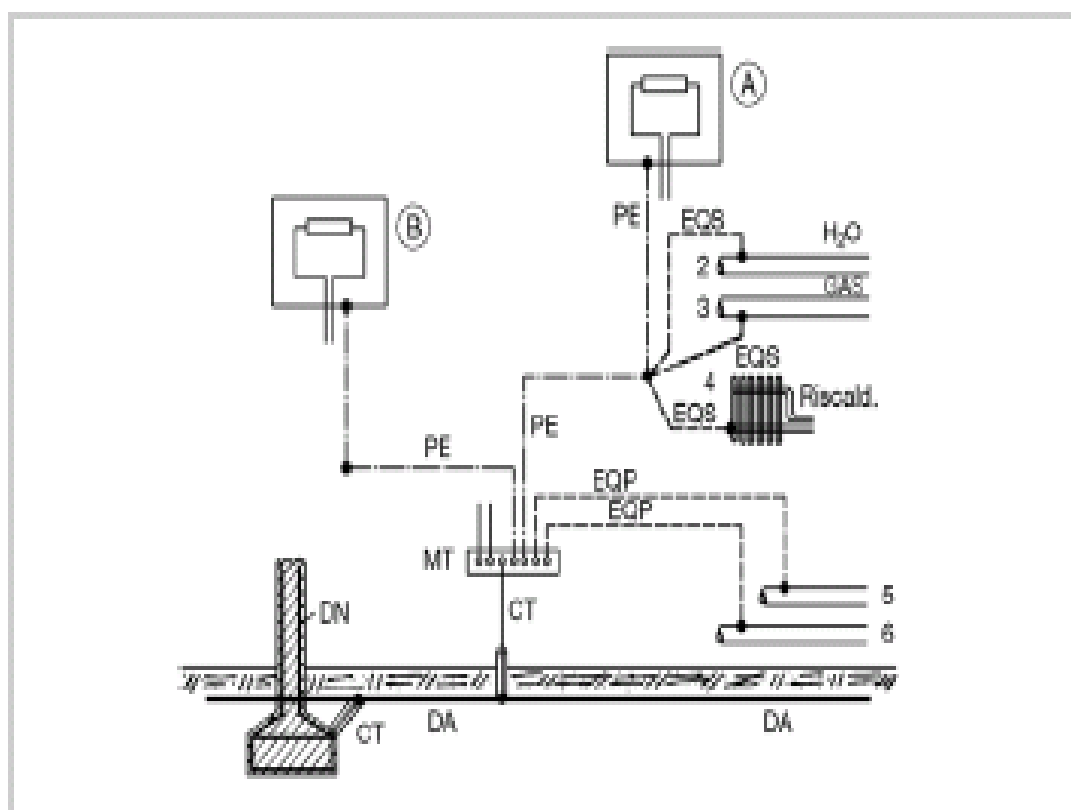 A
PE
EQS
H₂O
B
2
GAS
3
EQS
4
Riscald.
EQS
PE
PE
EQP
EQP
MT
5
CT
DN
6
CT
DA
DA